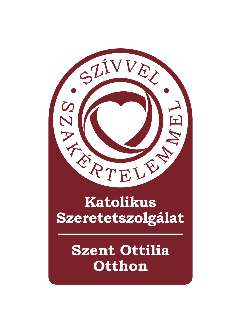 · SZÍVVEL ·
SZAKÉRTELEMMEL
Katolikus
Szeretetszolgálat
Szent Ottilia
Otthon